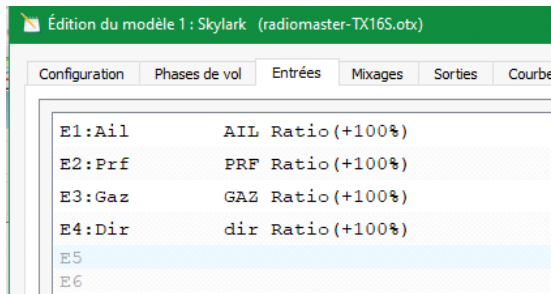 Édition du modèle 1 : Skylark (radiomaster-TX16S.otx)
Configuration Phases de vol Entrées Mixages Sorties Courbe
E1:Ail AIL Ratio(+100%)
E2:Prf PRF Ratio(+100%)
E3:Gaz GAZ Ratio(+100%)
E4:Dir dir Ratio(+100%)
E5
E6